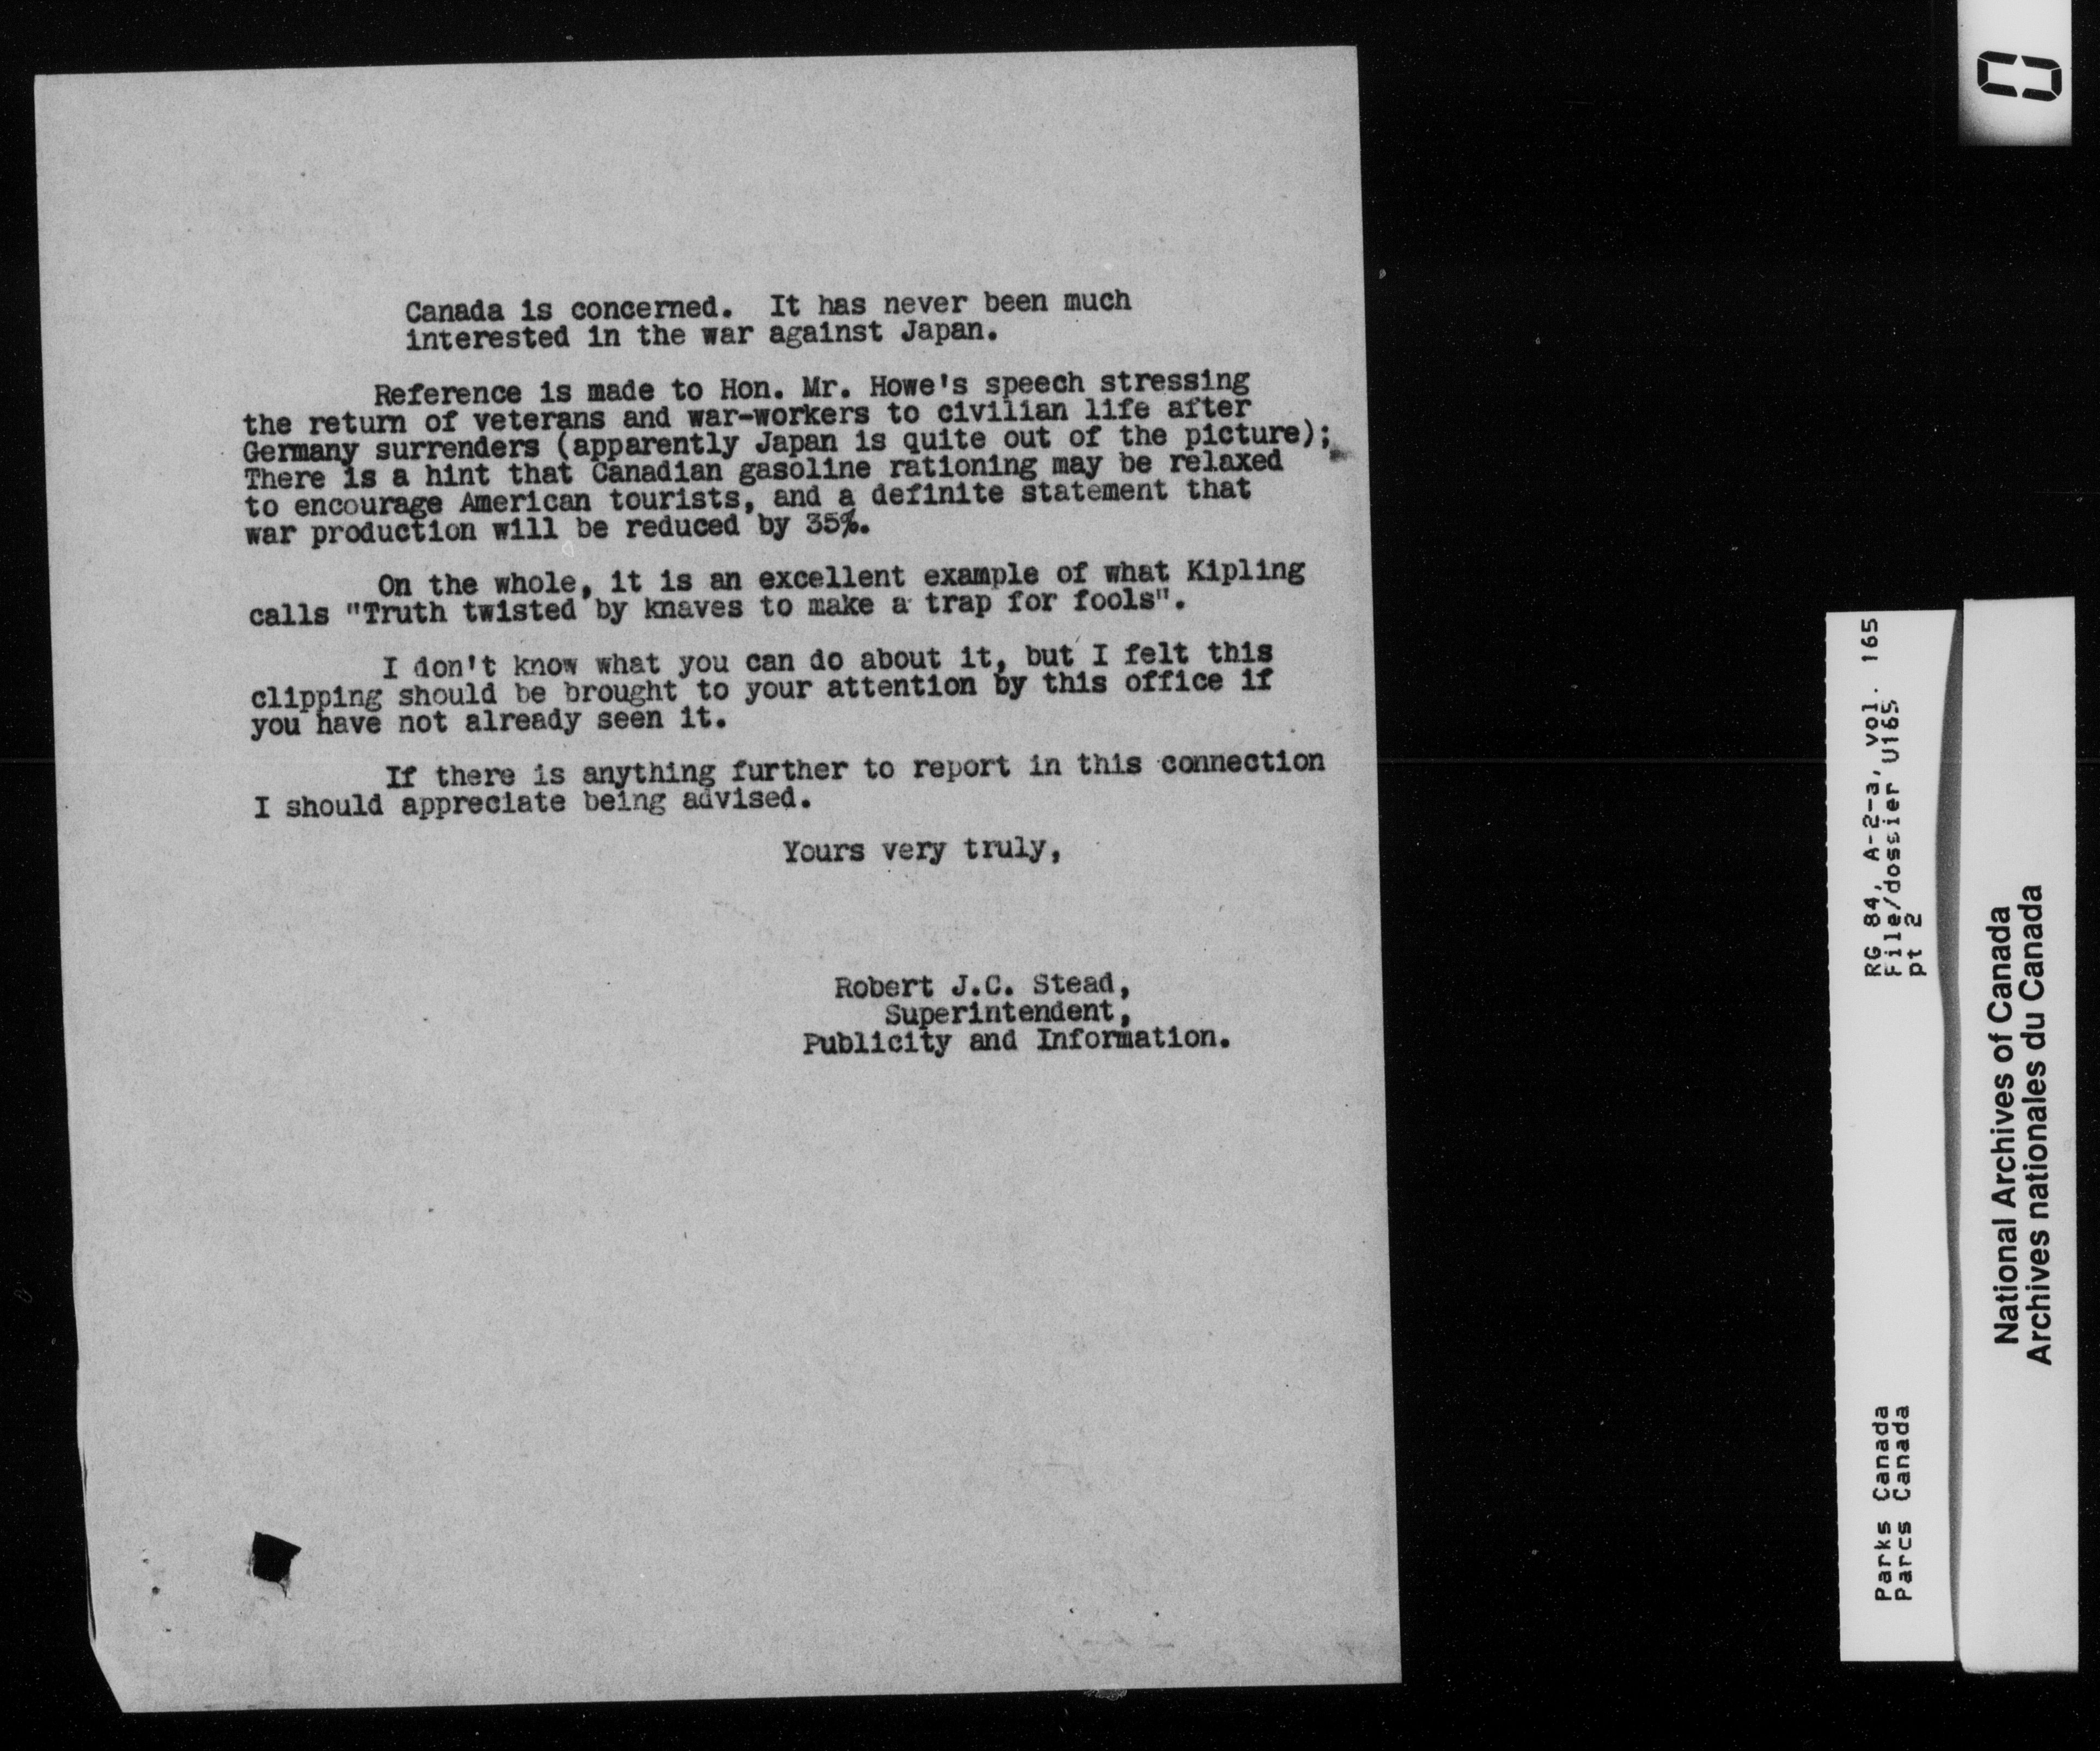 Canada is concerned. It has never been much
interested in the war against Japan.
Reference is made to Hon. Mr. Howe's speech stressing
the return of veterans and war-workers to civilian life after
Germany surrenders (apparently Japan is quite out of the picture);
There is a hint that Canadian gasoline rationing may be relaxed
to encourage American tourists, and a definite statement that
war production will be reduced by 35%.
On the whole, it is an excellent example of what Kipling
calls "Truth twisted by knaves to make a trap for fools".
I don't know what you can do about it, but I felt this
clipping should be brought to your attention by this office if
you have not already seen it.
If there is anything further to report in this connection
I should appreciate being advised.
Yours very truly,
Robert J.C. Stead,
Superintendent,
Publicity and Information.
RG 84, A-2-a, vol. 165
File/dossier U165
pt 2
Parks Canada
Parcs Canada
National Archives of Canada
Archives nationales du Canada
0